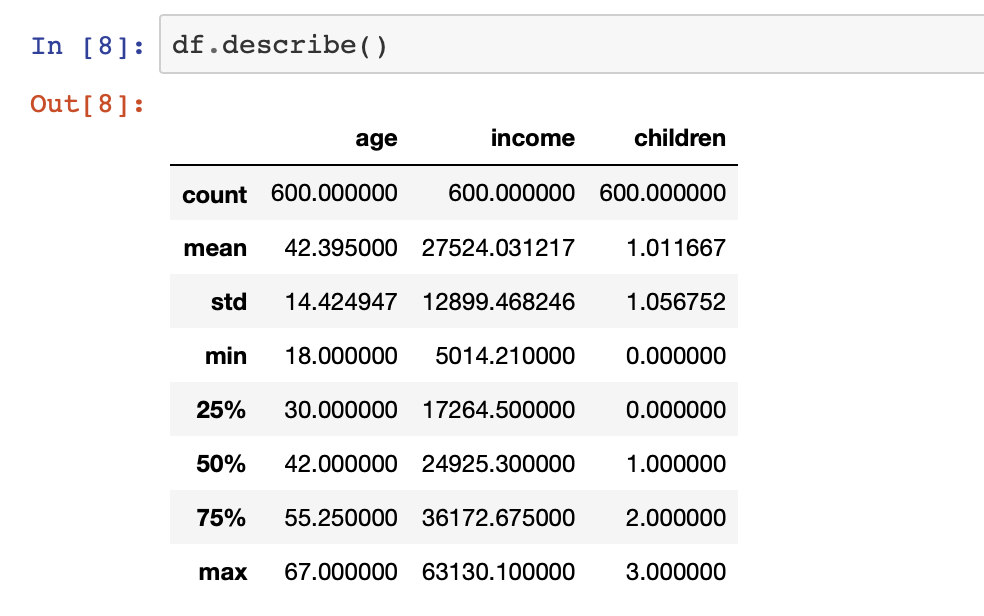 In [8]: df.describe()
Out[8]:
age income children
count 600.000000 600.000000 600.000000
mean 42.395000 27524.031217 1.011667
std 14.424947 12899.468246 1.056752
min 18.000000 5014.210000 0.000000
25% 30.000000 17264.500000 0.000000
50% 42.000000 24925.300000 1.000000
75% 55.250000 36172.675000 2.000000
max 67.000000 63130.100000 3.000000